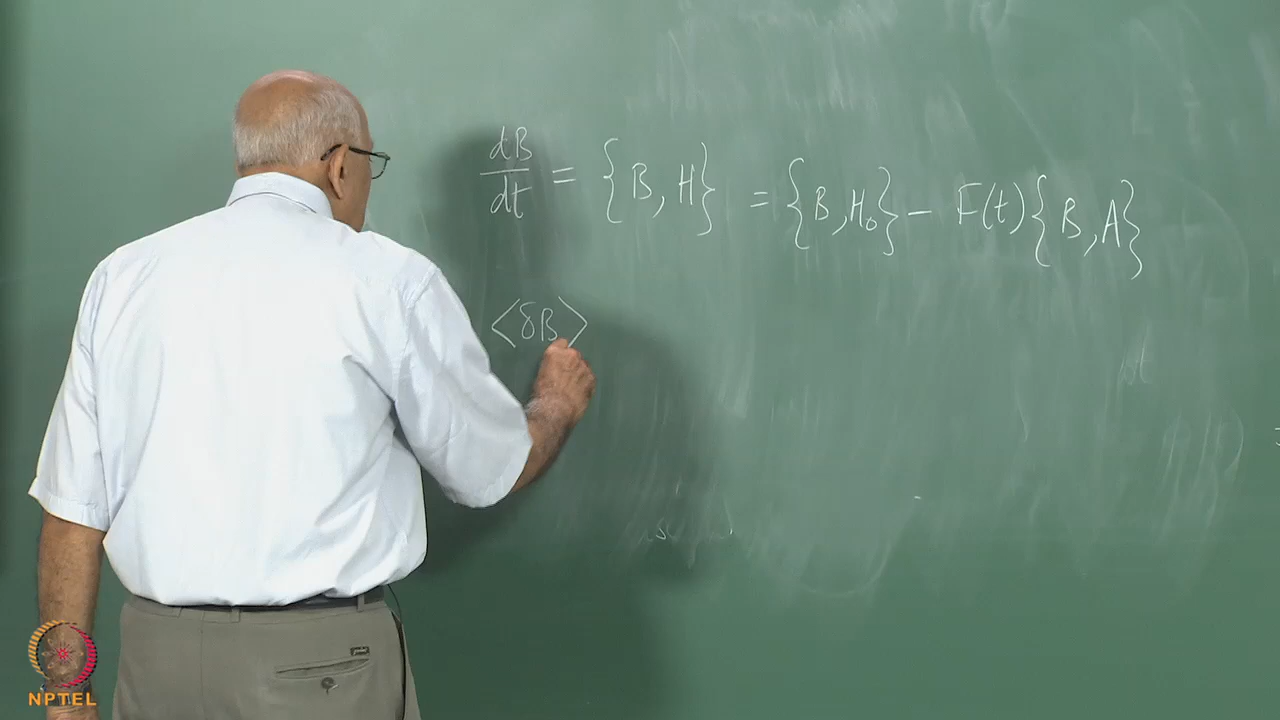 dB/dt = {B, H} = {B, H₀} − F(t){B, A}
<δB>
NPTEL